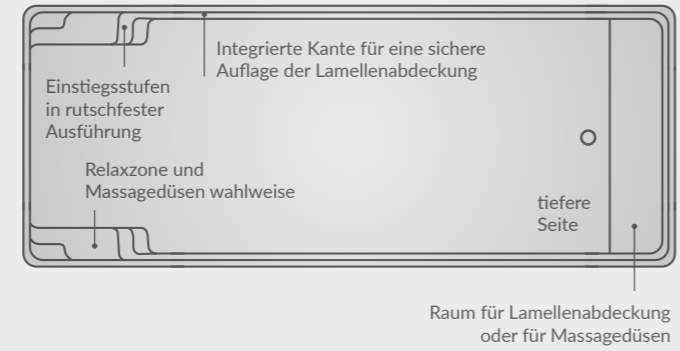 Integrierte Kante für eine sichere
Auflage der Lamellenabdeckung
Einstiegsstufen
in rutschfester
Ausführung
Relaxzone und
Massagedüsen wahlweise
tiefere
Seite
Raum für Lamellenabdeckung
oder für Massagedüsen